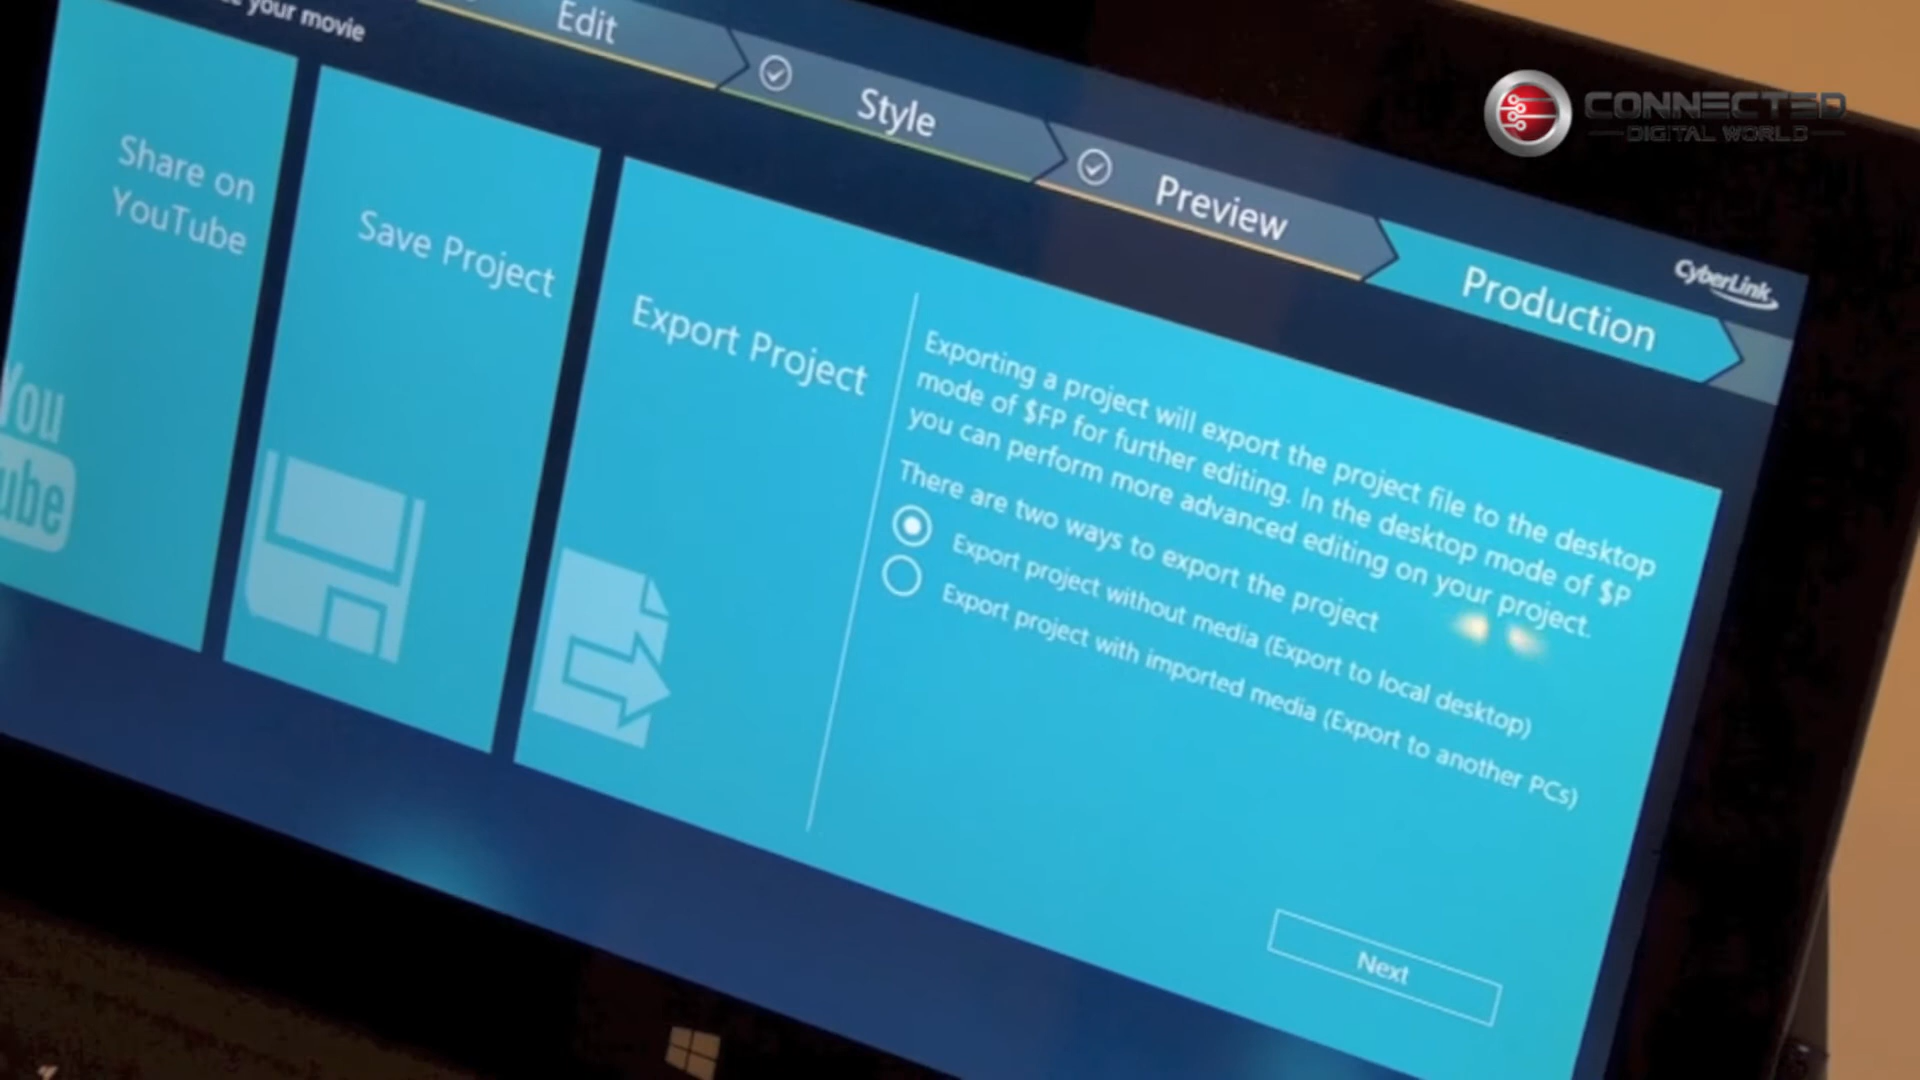 your movie
Edit
Style
Preview
Production
CyberLink
CONNECTED
DIGITAL WORLD
Share on
YouTube
You
ube
Save Project
Export Project
Exporting a project will export the project file to the desktop
mode of $FP for further editing. In the desktop mode of $P
you can perform more advanced editing on your project.
There are two ways to export the project
Export project without media (Export to local desktop)
Export project with imported media (Export to another PCs)
Next